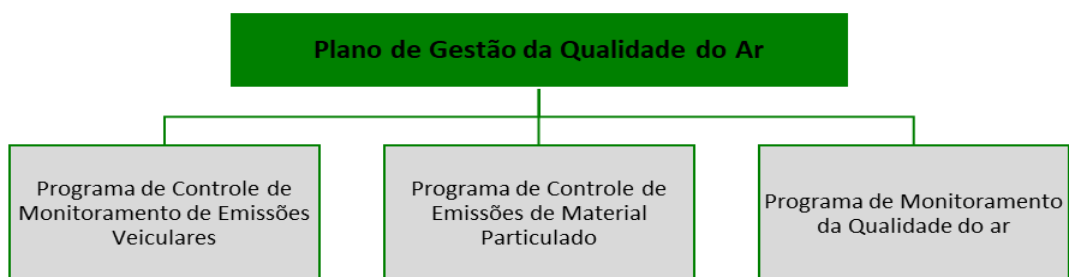 Plano de Gestão da Qualidade do Ar
Programa de Controle de
Monitoramento de Emissões
Veiculares
Programa de Controle de
Emissões de Material
Particulado
Programa de Monitoramento
da Qualidade do ar